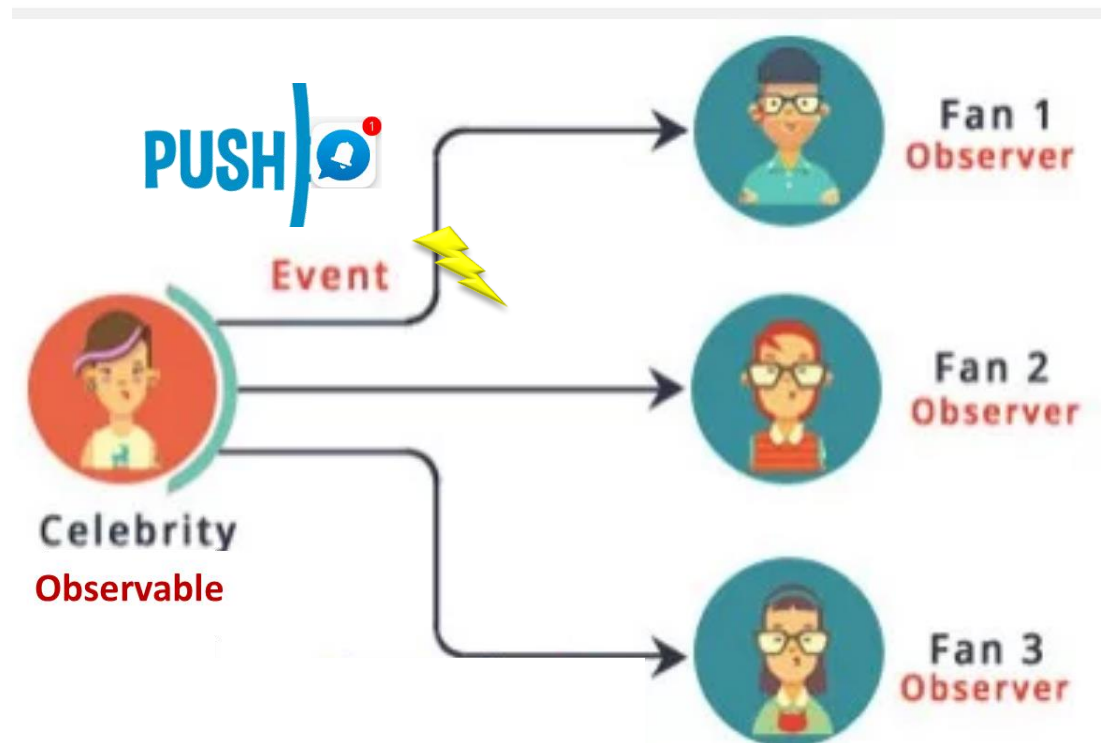 PUSH
1
Event
Celebrity
Observable
Fan 1
Observer
Fan 2
Observer
Fan 3
Observer